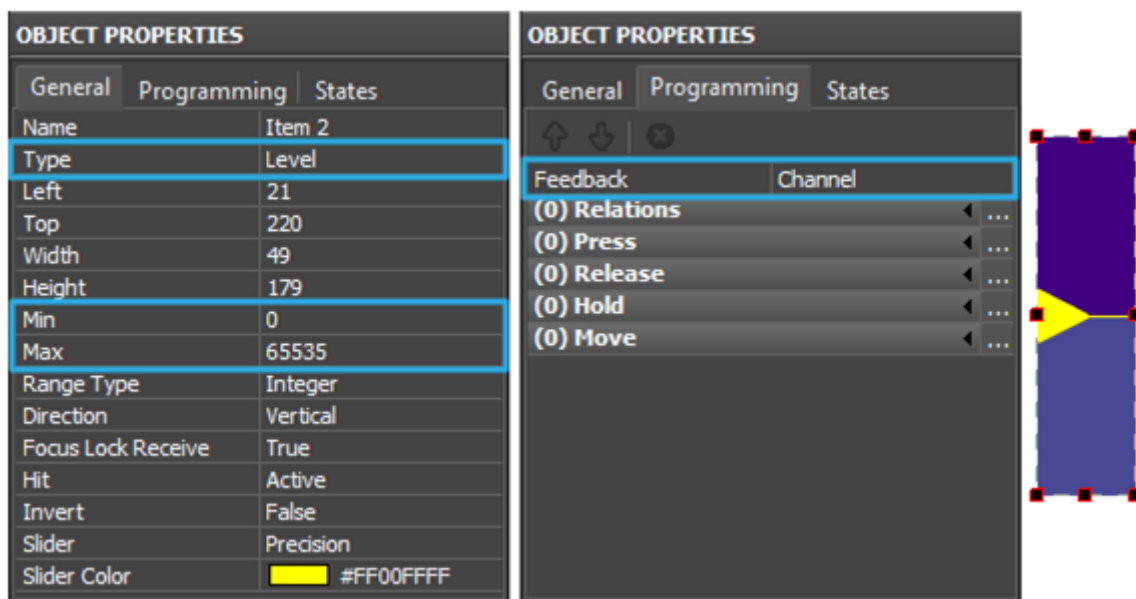 OBJECT PROPERTIES
General Programming States
Name Item 2
Type Level
Left 21
Top 220
Width 49
Height 179
Min 0
Max 65535
Range Type Integer
Direction Vertical
Focus Lock Receive True
Hit Active
Invert False
Slider Precision
Slider Color #FF00FFFF
OBJECT PROPERTIES
General Programming States
Feedback Channel
(0) Relations ...
(0) Press ...
(0) Release ...
(0) Hold ...
(0) Move ...